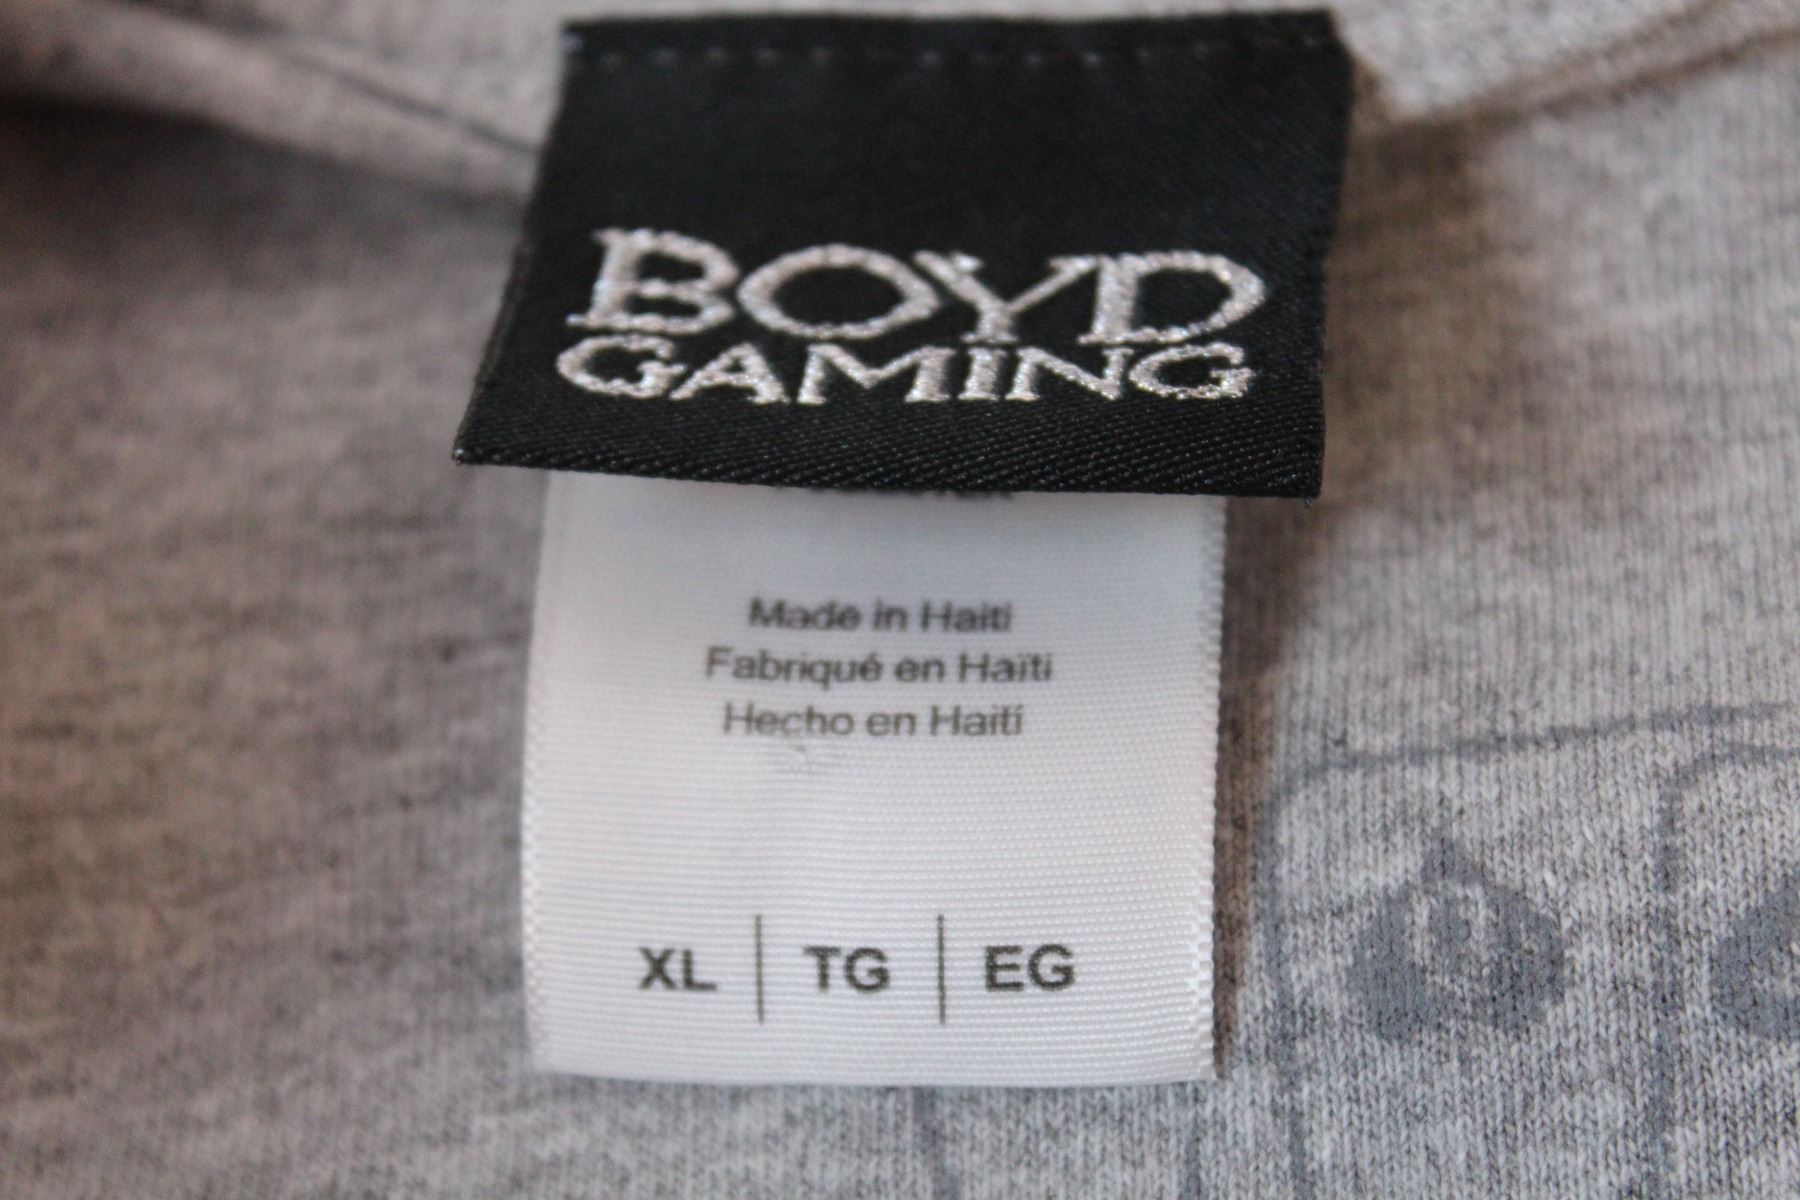 BOYD
GAMING
Made in Haiti
Fabriqué en Haïti
Hecho en Haití
XL | TG | EG